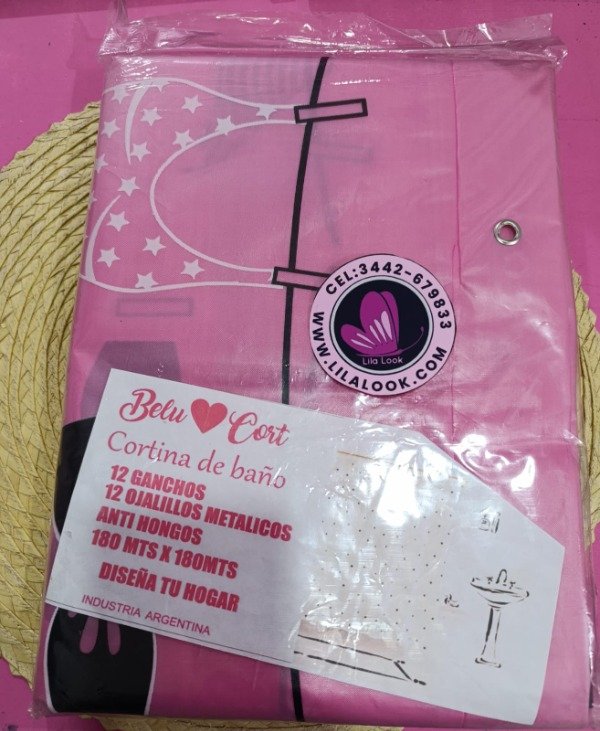 CEL:3442-679833
Lila Look
WWW.LILALOOK.COM
Belu Cort
Cortina de baño
12 GANCHOS
12 OJALILLOS METALICOS
ANTI HONGOS
180 MTS X 180MTS
DISEÑA TU HOGAR
INDUSTRIA ARGENTINA